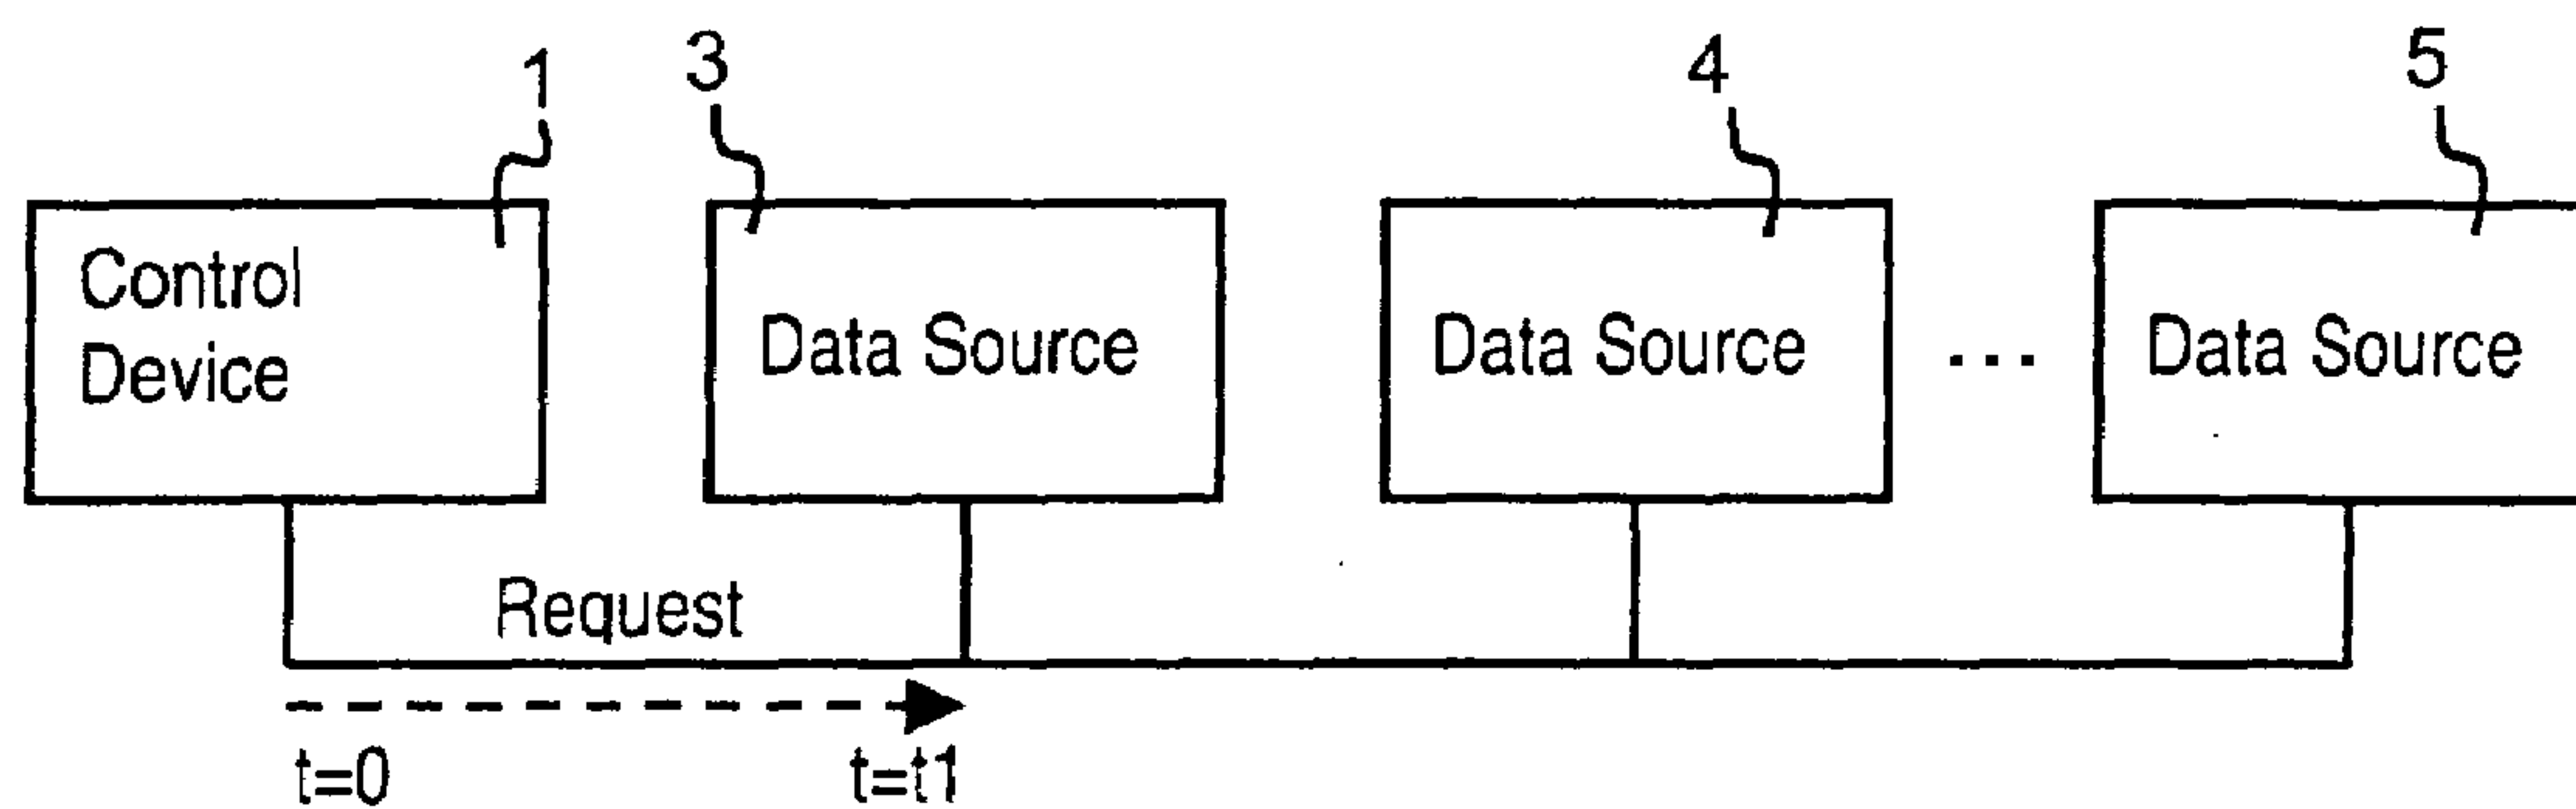 1
3
4
5
Control
Device
Data Source
Data Source
...
Data Source
Request
t=0
t=t1